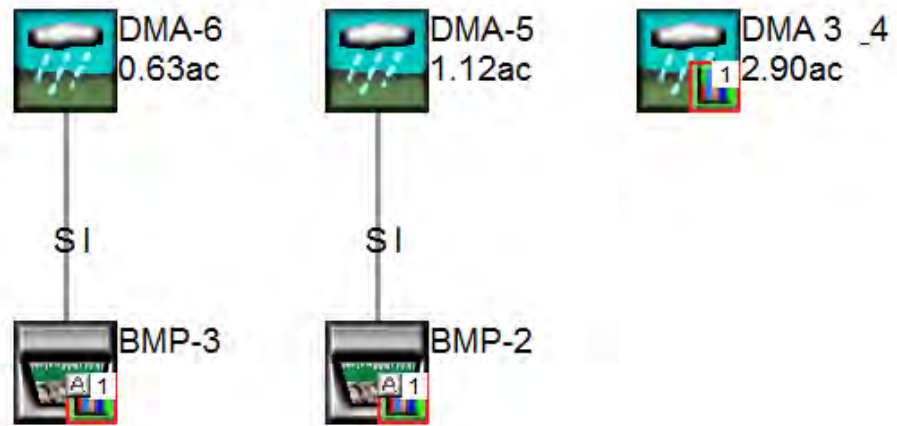 DMA-6
0.63ac
DMA-5
1.12ac
DMA 3 _4
2.90ac
1
S I
S I
BMP-3
A 1
BMP-2
A 1